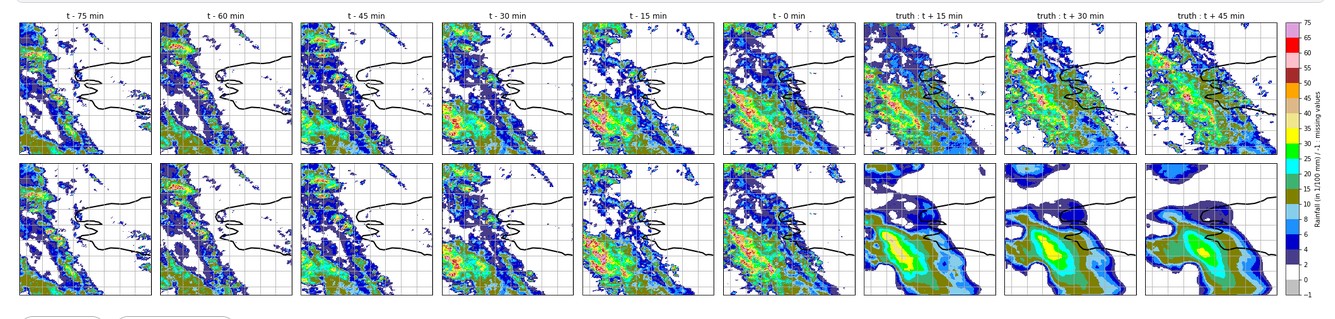 t - 75 min
t - 60 min
t - 45 min
t - 30 min
t - 15 min
t - 0 min
truth : t + 15 min
truth : t + 30 min
truth : t + 45 min
75
65
60
55
50
45
40
35
30
25
20
15
10
8
6
4
2
0
−1
Rainfall (in 1/100 mm) / -1 : missing values